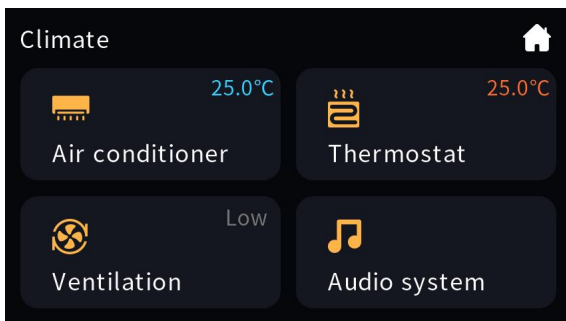 Climate
25.0°C
Air conditioner
25.0°C
Thermostat
Low
Ventilation
Audio system